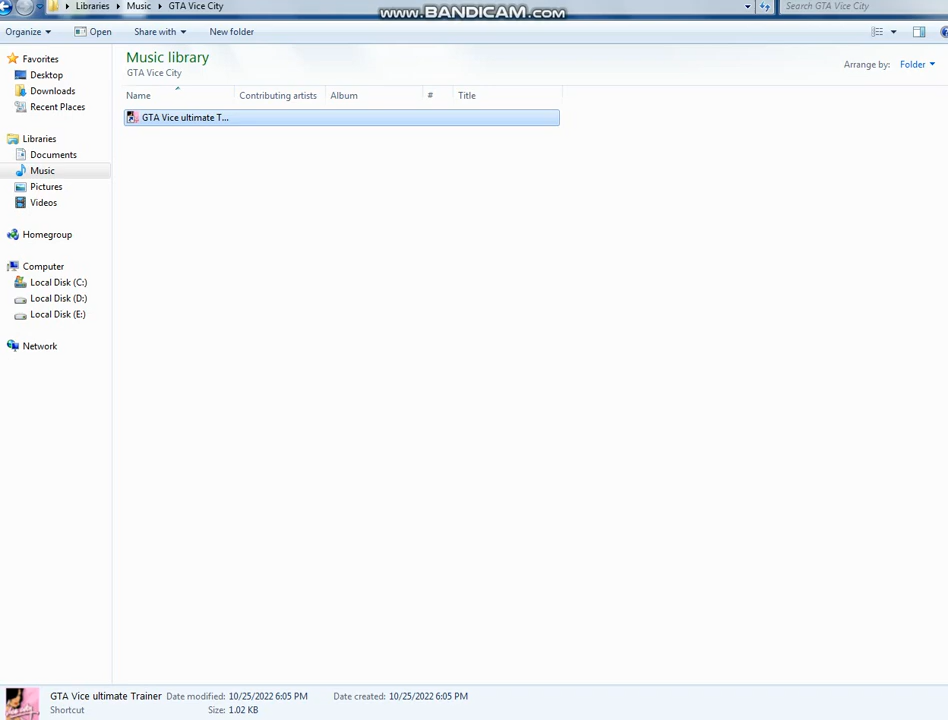 Libraries Music GTA Vice City
www.BANDICAM.com
Search GTA Vice City
Organize Open Share with New folder
Music library
GTA Vice City
Arrange by: Folder
Name Contributing artists Album # Title
GTA Vice ultimate T...
Favorites
Desktop
Downloads
Recent Places
Libraries
Documents
Music
Pictures
Videos
Homegroup
Computer
Local Disk (C:)
Local Disk (D:)
Local Disk (E:)
Network
GTA Vice ultimate Trainer Date modified: 10/25/2022 6:05 PM Date created: 10/25/2022 6:05 PM
Shortcut Size: 1.02 KB